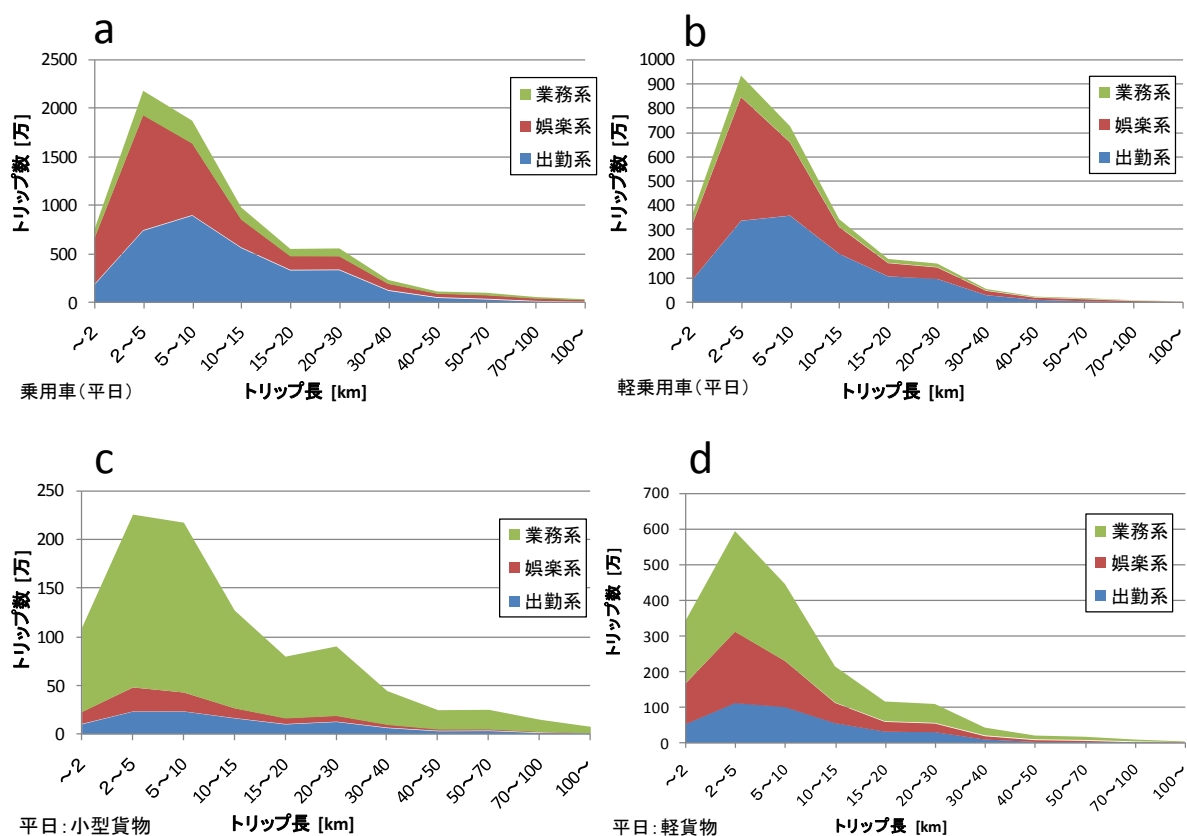 a
2500
2000
1500
1000
500
0
トリップ数 [万]
業務系
娯楽系
出勤系
～2
2～5
5～10
10～15
15～20
20～30
30～40
40～50
50～70
70～100
100～
乗用車(平日)
トリップ長 [km]
b
1000
900
800
700
600
500
400
300
200
100
0
トリップ数 [万]
業務系
娯楽系
出勤系
～2
2～5
5～10
10～15
15～20
20～30
30～40
40～50
50～70
70～100
100～
軽乗用車(平日)
トリップ長 [km]
c
250
200
150
100
50
0
トリップ数 [万]
業務系
娯楽系
出勤系
～2
2～5
5～10
10～15
15～20
20～30
30～40
40～50
50～70
70～100
100～
平日:小型貨物
トリップ長 [km]
d
700
600
500
400
300
200
100
0
トリップ数 [万]
業務系
娯楽系
出勤系
～2
2～5
5～10
10～15
15～20
20～30
30～40
40～50
50～70
70～100
100～
平日:軽貨物
トリップ長 [km]